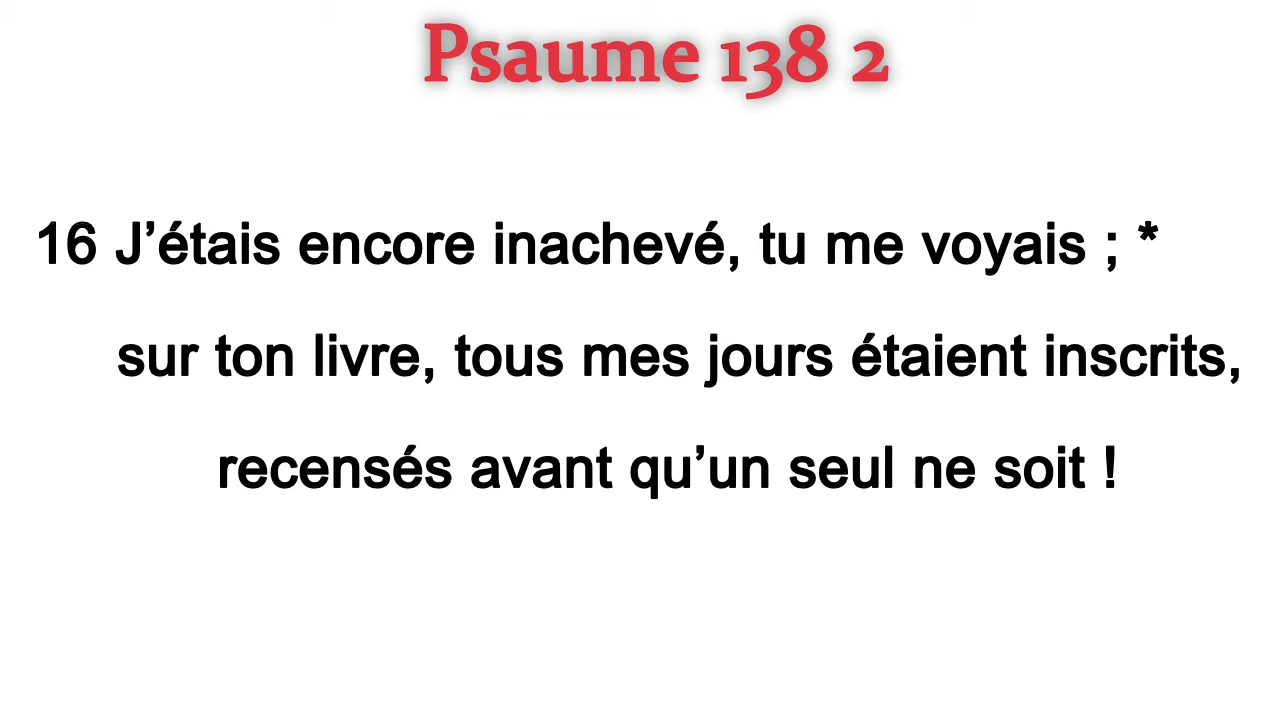 Psaume 138 2
16 J’étais encore inachevé, tu me voyais ; *
sur ton livre, tous mes jours étaient inscrits,
recensés avant qu’un seul ne soit !